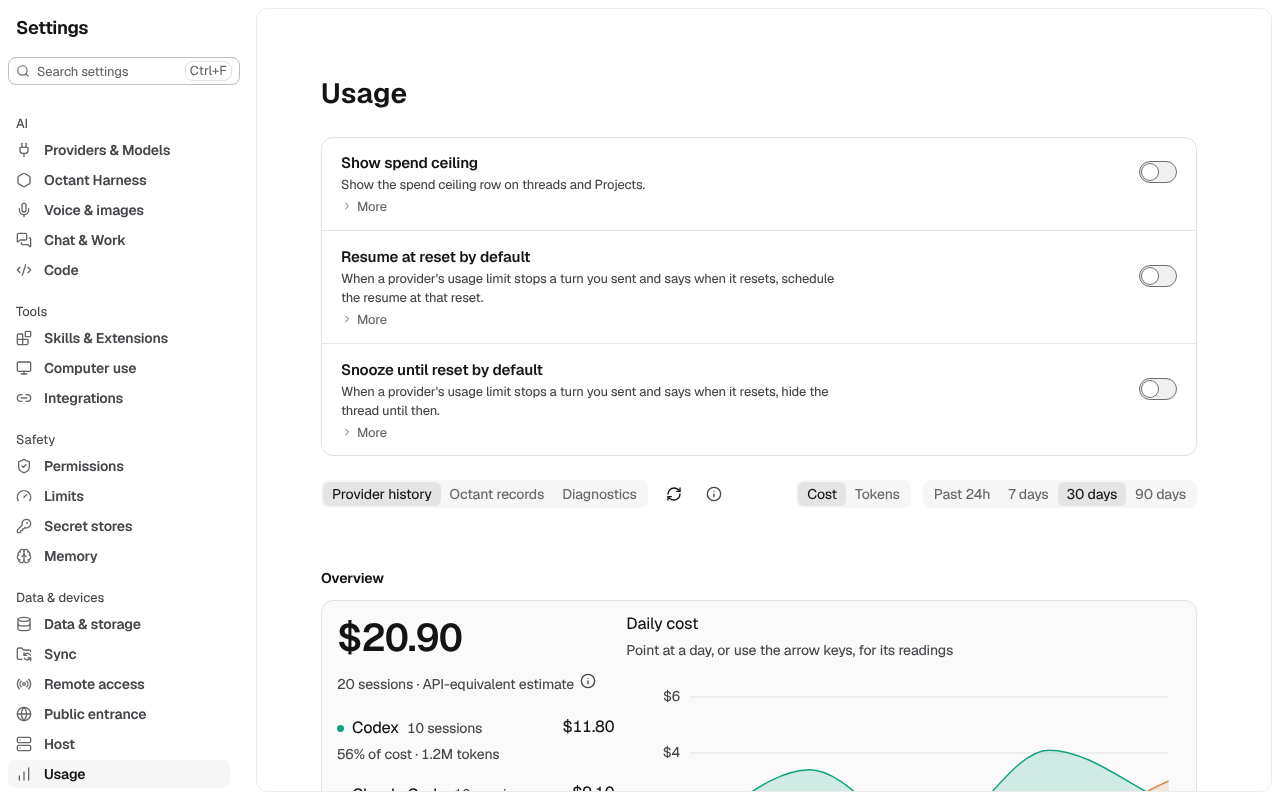 Settings
Search settings
Ctrl+F
AI
Providers & Models
Octant Harness
Voice & images
Chat & Work
Code
Tools
Skills & Extensions
Computer use
Integrations
Safety
Permissions
Limits
Secret stores
Memory
Data & devices
Data & storage
Sync
Remote access
Public entrance
Host
Usage
Usage
Show spend ceiling
Show the spend ceiling row on threads and Projects.
More
Resume at reset by default
When a provider's usage limit stops a turn you sent and says when it resets, schedule
the resume at that reset.
More
Snooze until reset by default
When a provider's usage limit stops a turn you sent and says when it resets, hide the
thread until then.
More
Provider history Octant records Diagnostics
Cost Tokens
Past 24h 7 days 30 days 90 days
Overview
$20.90
20 sessions · API-equivalent estimate
Codex 10 sessions $11.80
56% of cost · 1.2M tokens
Daily cost
Point at a day, or use the arrow keys, for its readings
$6
$4